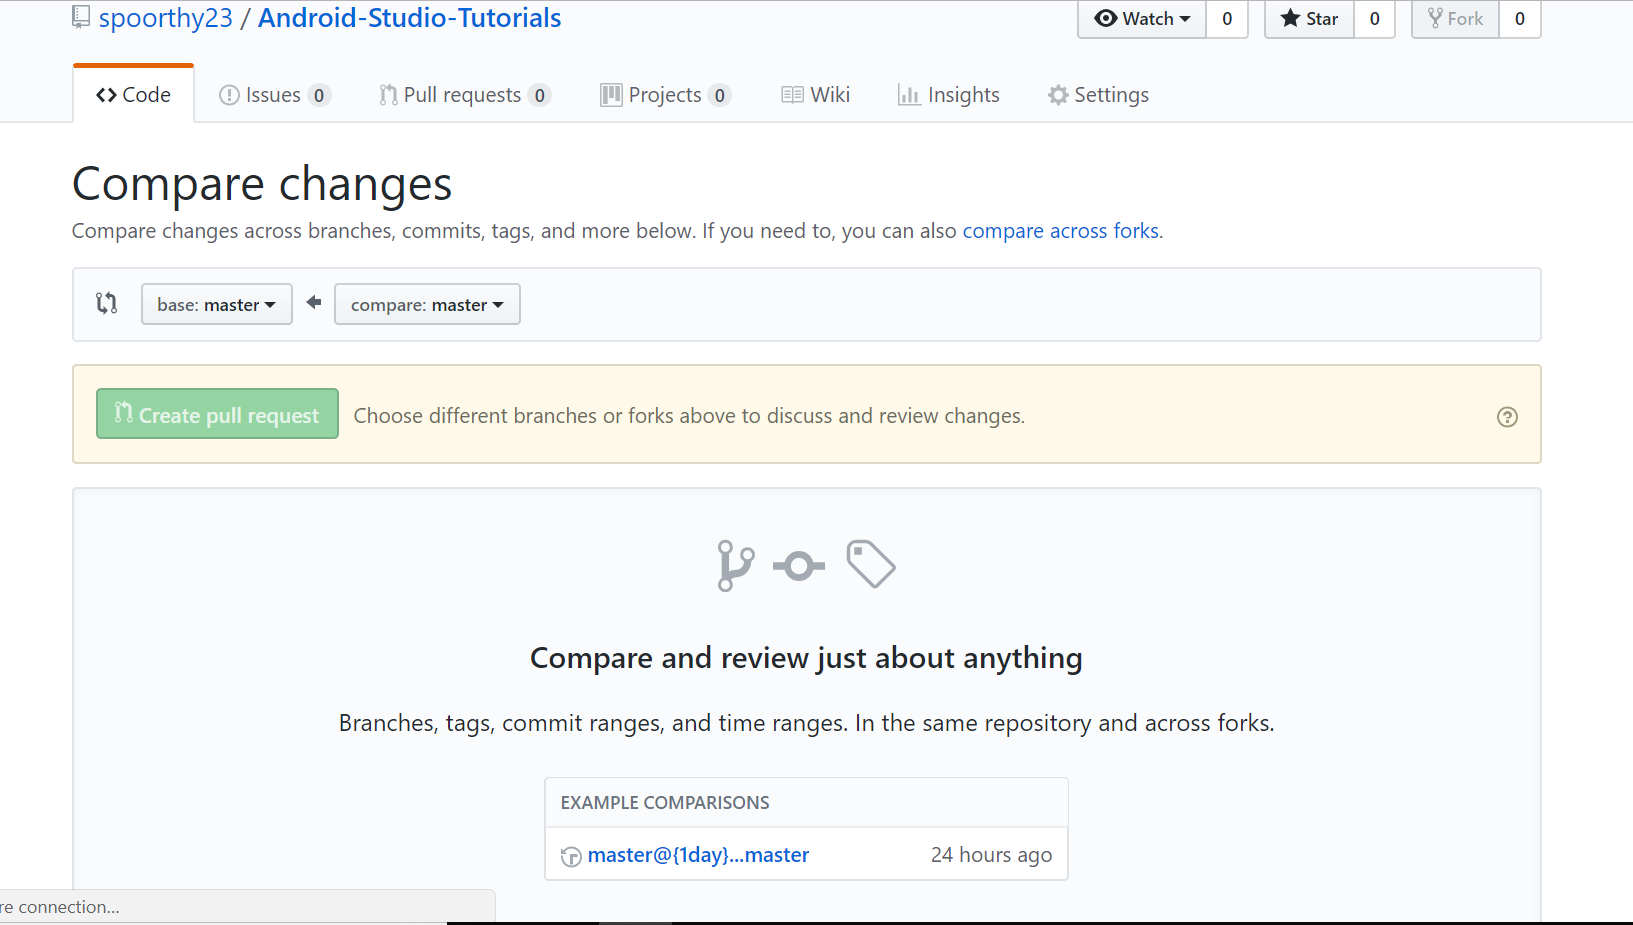 spoorthy23 / Android-Studio-Tutorials
Watch 0 Star 0 Fork 0
Code Issues 0 Pull requests 0 Projects 0 Wiki Insights Settings
Compare changes
Compare changes across branches, commits, tags, and more below. If you need to, you can also compare across forks.
base: master compare: master
Create pull request Choose different branches or forks above to discuss and review changes.
Compare and review just about anything
Branches, tags, commit ranges, and time ranges. In the same repository and across forks.
EXAMPLE COMPARISONS
master@{1day}...master 24 hours ago
re connection...